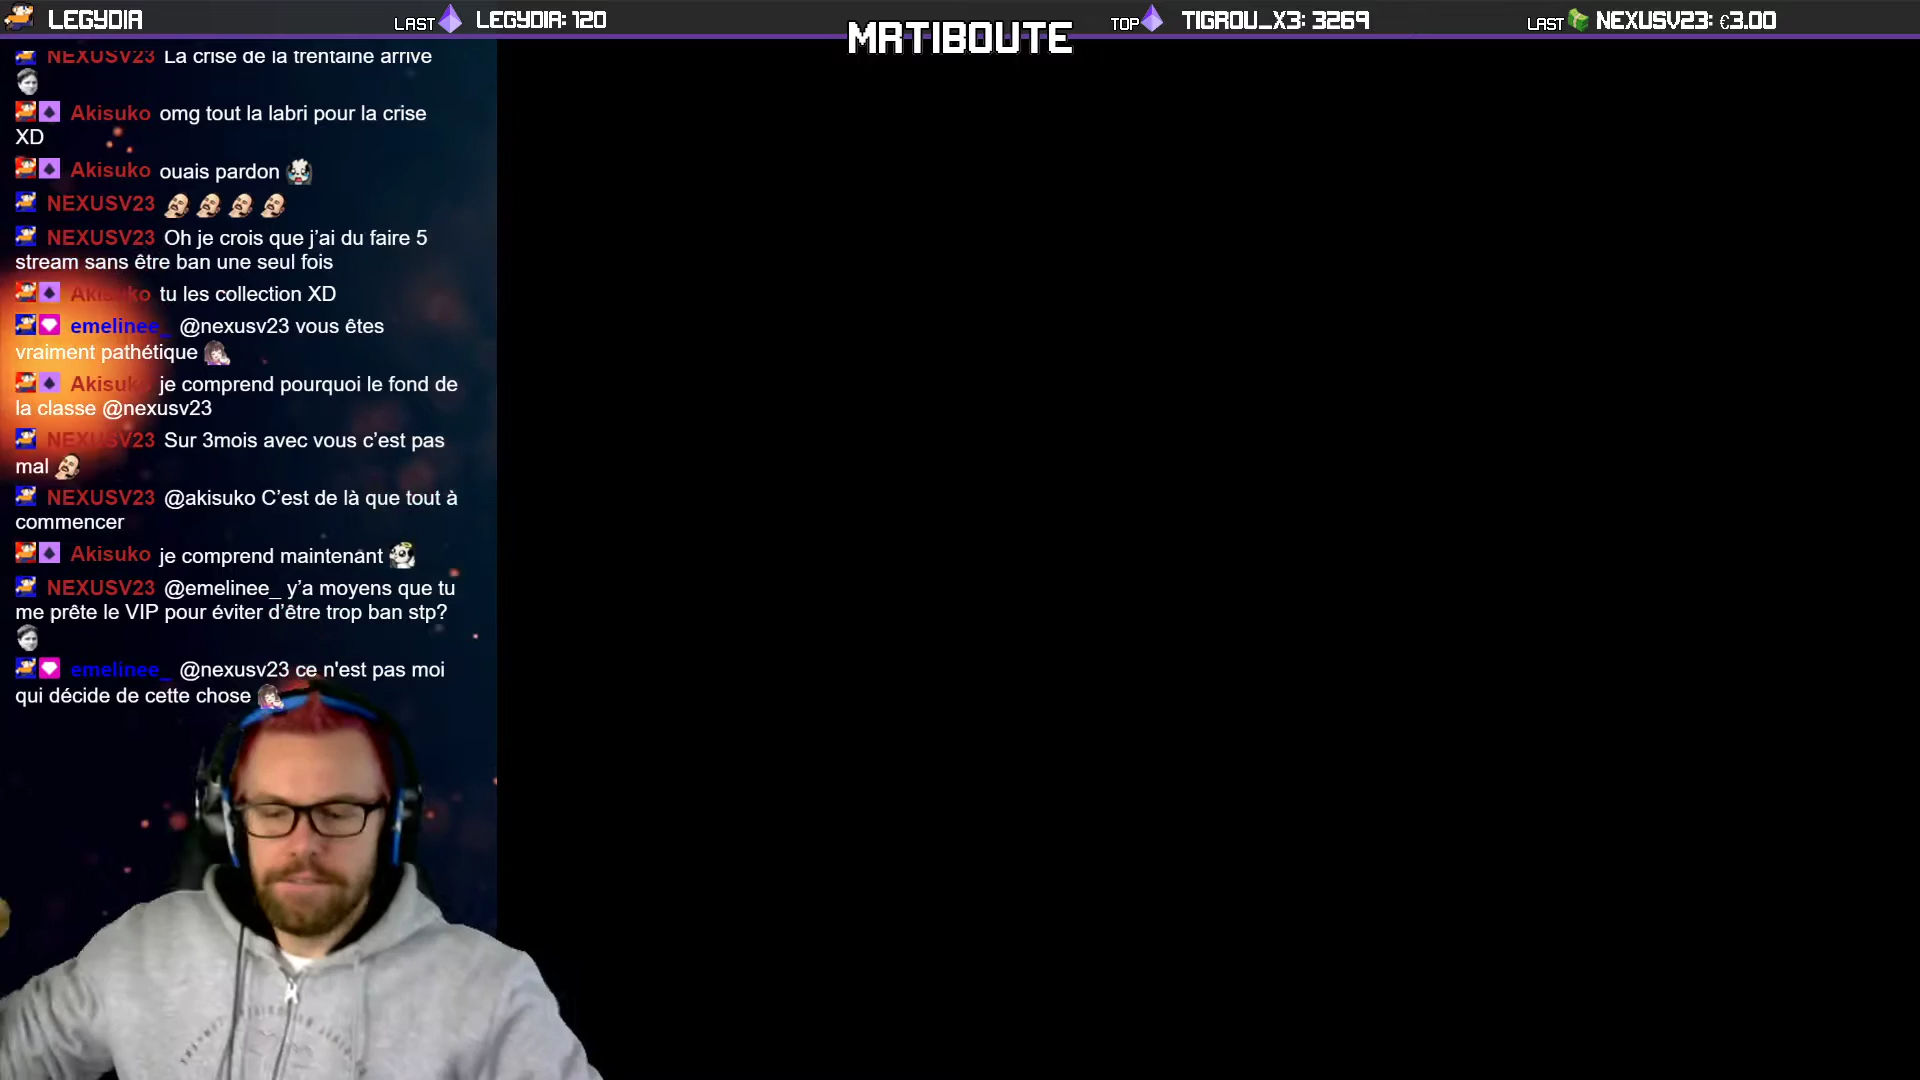 LEGYDIA
LAST LEGYDIA: 120
MATIBOUTE
TOP TIGROU_X3: 3269
LAST NEXUSV23: €3.00
NEXUSV23 La crise de la trentaine arrive
Akisuko omg tout la labri pour la crise
XD
Akisuko ouais pardon
NEXUSV23
NEXUSV23 Oh je crois que j’ai du faire 5
stream sans être ban une seul fois
Akisuko tu les collection XD
emelinee_ @nexusv23 vous êtes
vraiment pathétique
Akisuko je comprend pourquoi le fond de
la classe @nexusv23
NEXUSV23 Sur 3mois avec vous c’est pas
mal
NEXUSV23 @akisuko C’est de là que tout à
commencer
Akisuko je comprend maintenant
NEXUSV23 @emelinee_ y’a moyens que tu
me prête le VIP pour éviter d’être trop ban stp?
emelinee_ @nexusv23 ce n'est pas moi
qui décide de cette chose